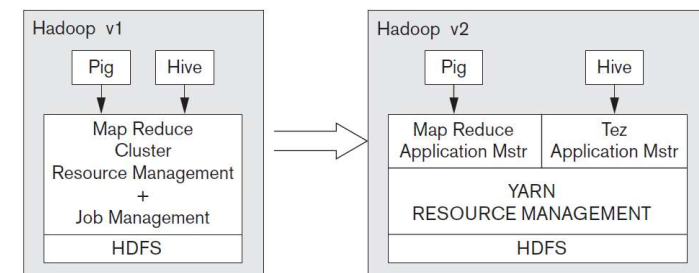 Hadoop v1
Pig
Hive
Map Reduce
Cluster
Resource Management
+
Job Management
HDFS
Hadoop v2
Pig
Hive
Map Reduce
Application Mstr
Tez
Application Mstr
YARN
RESOURCE MANAGEMENT
HDFS